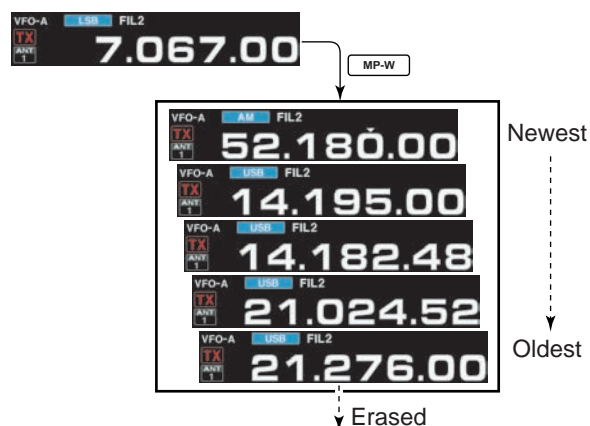 VFO-A LSB FIL2
TX
ANT
1
7.067.00
MP-W
VFO-A AM FIL2
TX
ANT
1
52.180.00
Newest
VFO-A USB FIL2
TX
ANT
1
14.195.00
VFO-A USB FIL2
TX
ANT
1
14.182.48
VFO-A USB FIL2
TX
ANT
1
21.024.52
VFO-A USB FIL2
TX
ANT
1
21.276.00
Oldest
Erased